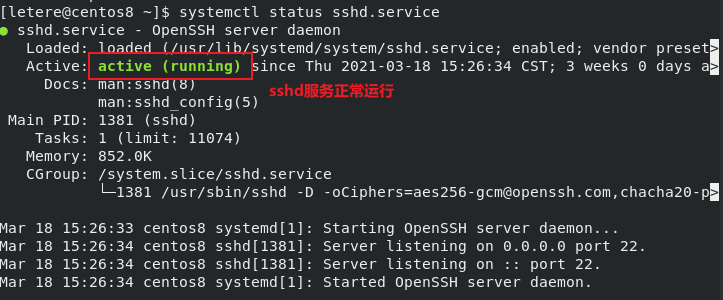 [letere@centos8 ~]$ systemctl status sshd.service
● sshd.service - OpenSSH server daemon
Loaded: loaded (/usr/lib/systemd/system/sshd.service; enabled; vendor preset>
Active: active (running) since Thu 2021-03-18 15:26:34 CST; 3 weeks 0 days a>
Docs: man:sshd(8)
sshd服务正常运行
man:sshd_config(5)
Main PID: 1381 (sshd)
Tasks: 1 (limit: 11074)
Memory: 852.0K
CGroup: /system.slice/sshd.service
└─1381 /usr/sbin/sshd -D -oCiphers=aes256-gcm@openssh.com,chacha20-p>
Mar 18 15:26:33 centos8 systemd[1]: Starting OpenSSH server daemon...
Mar 18 15:26:34 centos8 sshd[1381]: Server listening on 0.0.0.0 port 22.
Mar 18 15:26:34 centos8 sshd[1381]: Server listening on :: port 22.
Mar 18 15:26:34 centos8 systemd[1]: Started OpenSSH server daemon.